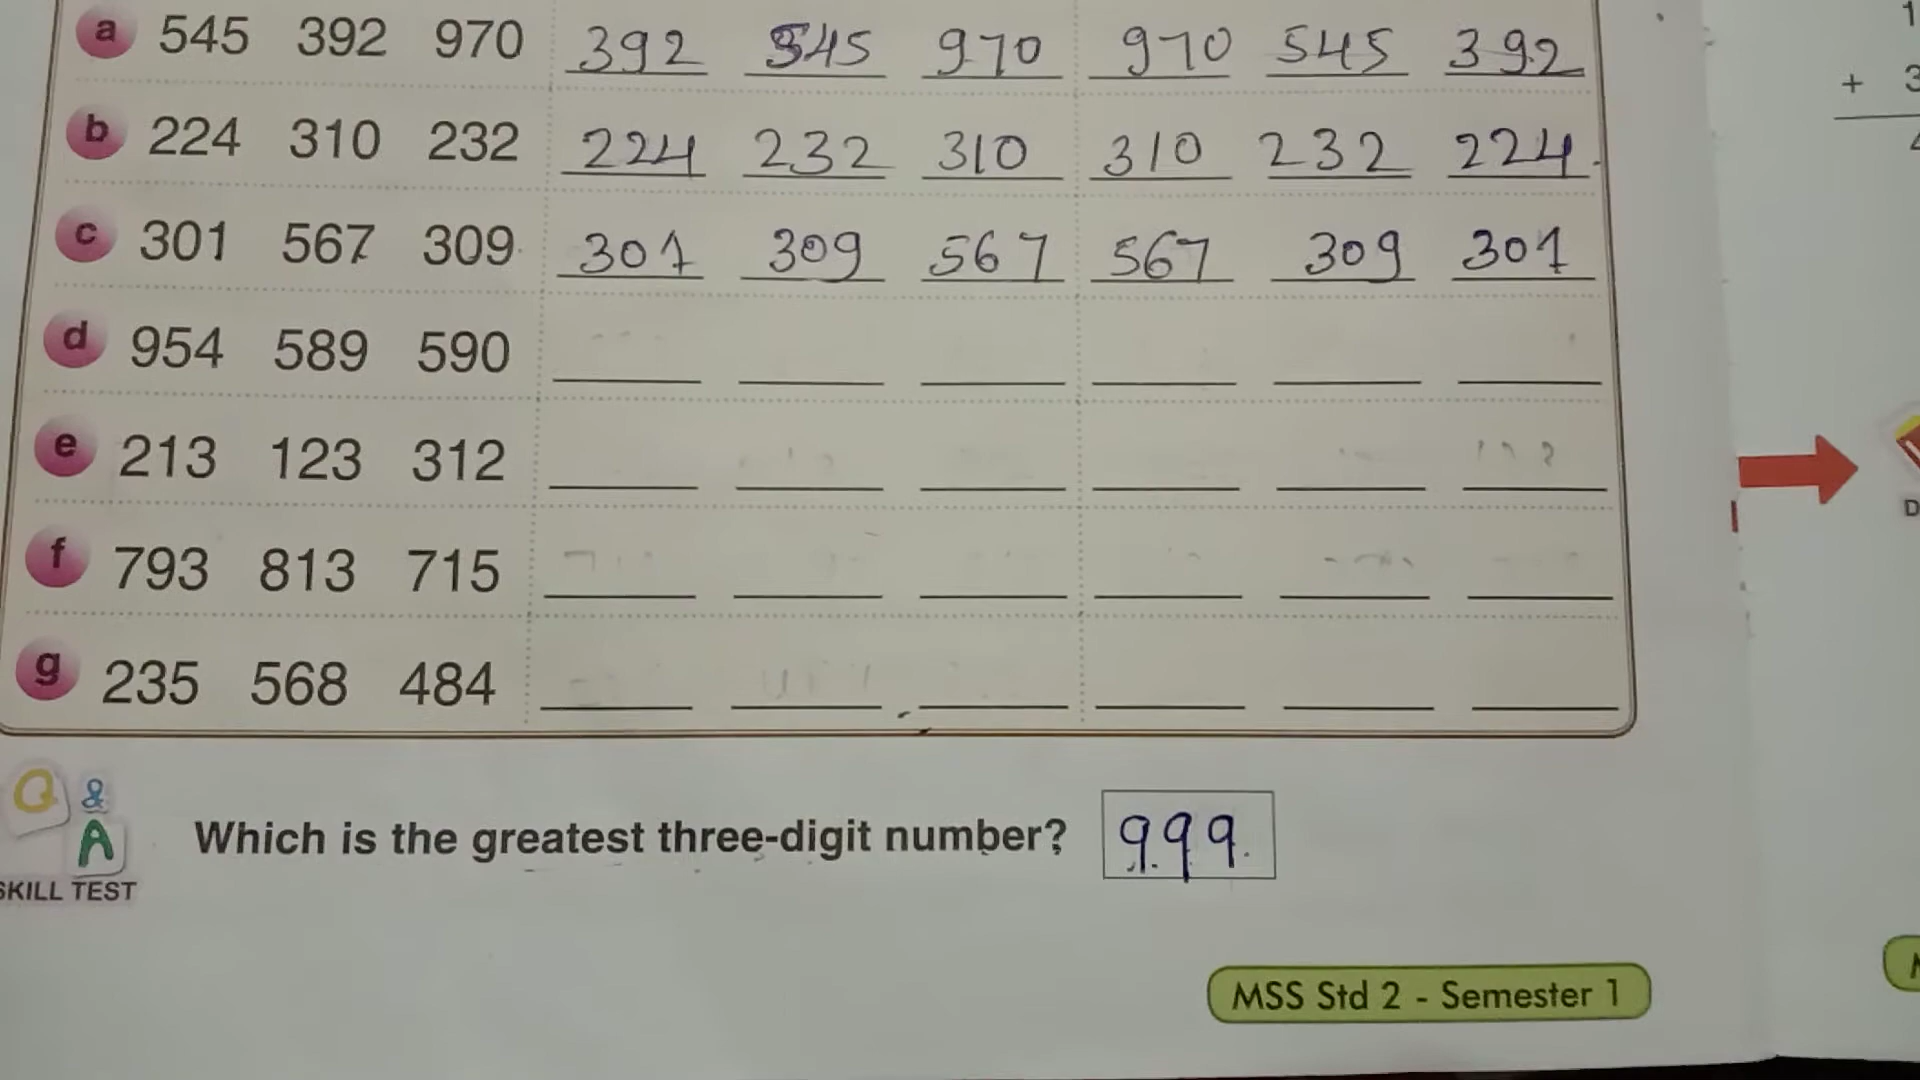 a 545 392 970 392 545 970 970 545 392
b 224 310 232 224 232 310 310 232 224
c 301 567 309 301 309 567 567 309 301
d 954 589 590
e 213 123 312
f 793 813 715
g 235 568 484
Q & A
SKILL TEST
Which is the greatest three-digit number? 999
MSS Std 2 - Semester 1
+ 3